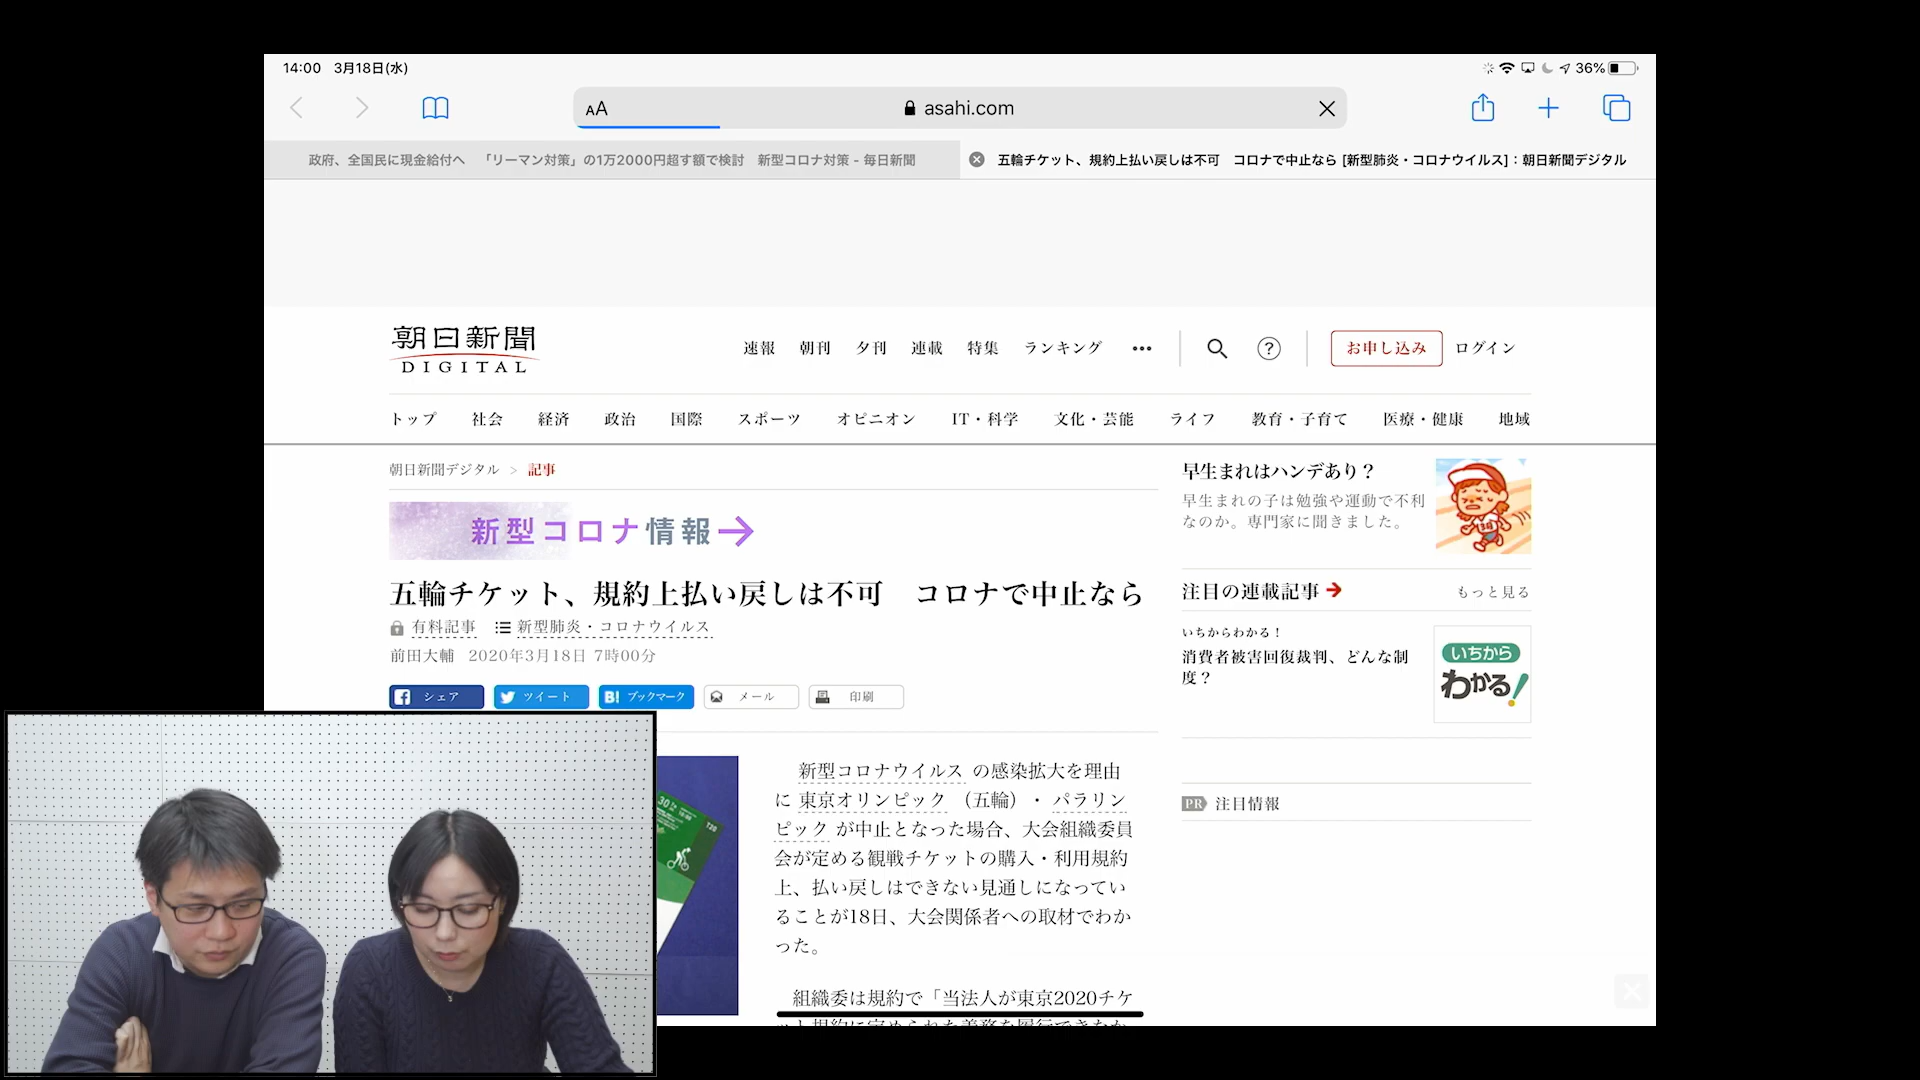 14:00 3月18日(水)
36%
AA
asahi.com
政府、全国民に現金給付へ 「リーマン対策」の1万2000円超す額で検討 新型コロナ対策 - 毎日新聞
五輪チケット、規約上払い戻しは不可 コロナで中止なら [新型肺炎・コロナウイルス]：朝日新聞デジタル
朝日新聞
DIGITAL
速報 朝刊 夕刊 連載 特集 ランキング •••
?
お申し込み ログイン
トップ 社会 経済 政治 国際 スポーツ オピニオン IT・科学 文化・芸能 ライフ 教育・子育て 医療・健康 地域
朝日新聞デジタル > 記事
新型コロナ情報→
五輪チケット、規約上払い戻しは不可 コロナで中止なら
有料記事 新型肺炎・コロナウイルス
前田大輔 2020年3月18日 7時00分
シェア ツイート B! ブックマーク メール 印刷
新型コロナウイルス の感染拡大を理由
に 東京オリンピック （五輪）・ パラリン
ピック が中止となった場合、大会組織委員
会が定める観戦チケットの購入・利用規約
上、払い戻しはできない見通しになってい
ることが18日、大会関係者への取材でわか
った。
組織委は規約で「当法人が東京2020チケ
早生まれはハンデあり？
早生まれの子は勉強や運動で不利
なのか。専門家に聞きました。
注目の連載記事
もっと見る
いちからわかる！
消費者被害回復裁判、どんな制
度？
いちから
わかる!
PR 注目情報